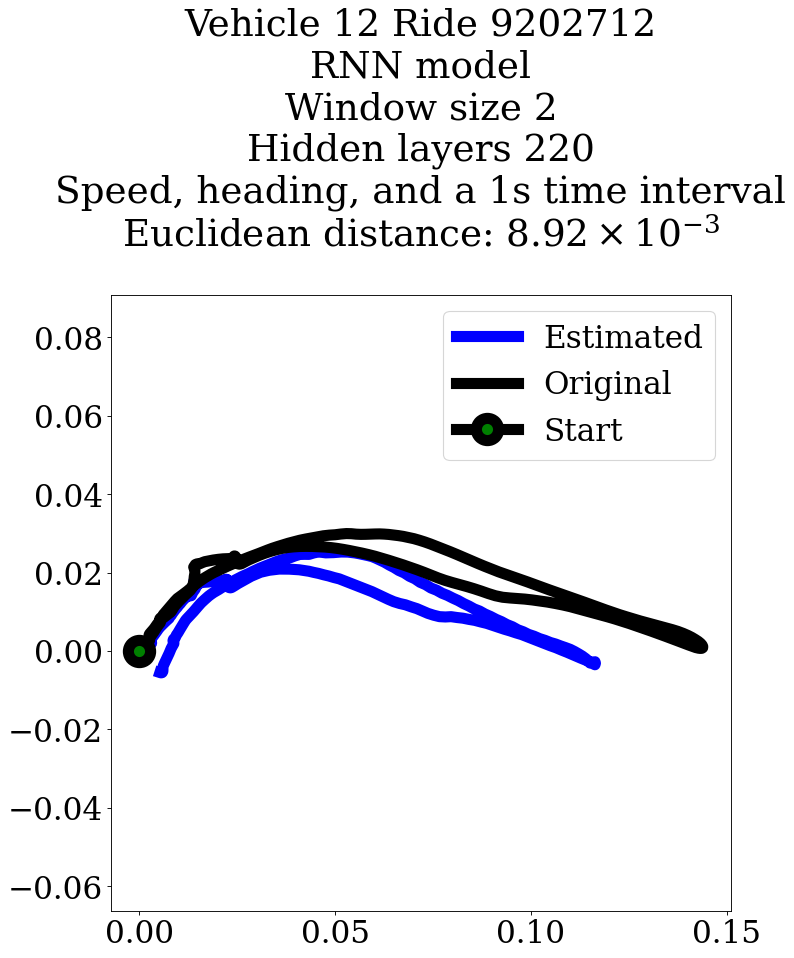 Vehicle 12 Ride 9202712
RNN model
Window size 2
Hidden layers 220
Speed, heading, and a 1s time interval
Euclidean distance: 8.92 × 10⁻³
Estimated
Original
Start
0.08
0.06
0.04
0.02
0.00
−0.02
−0.04
−0.06
0.00 0.05 0.10 0.15